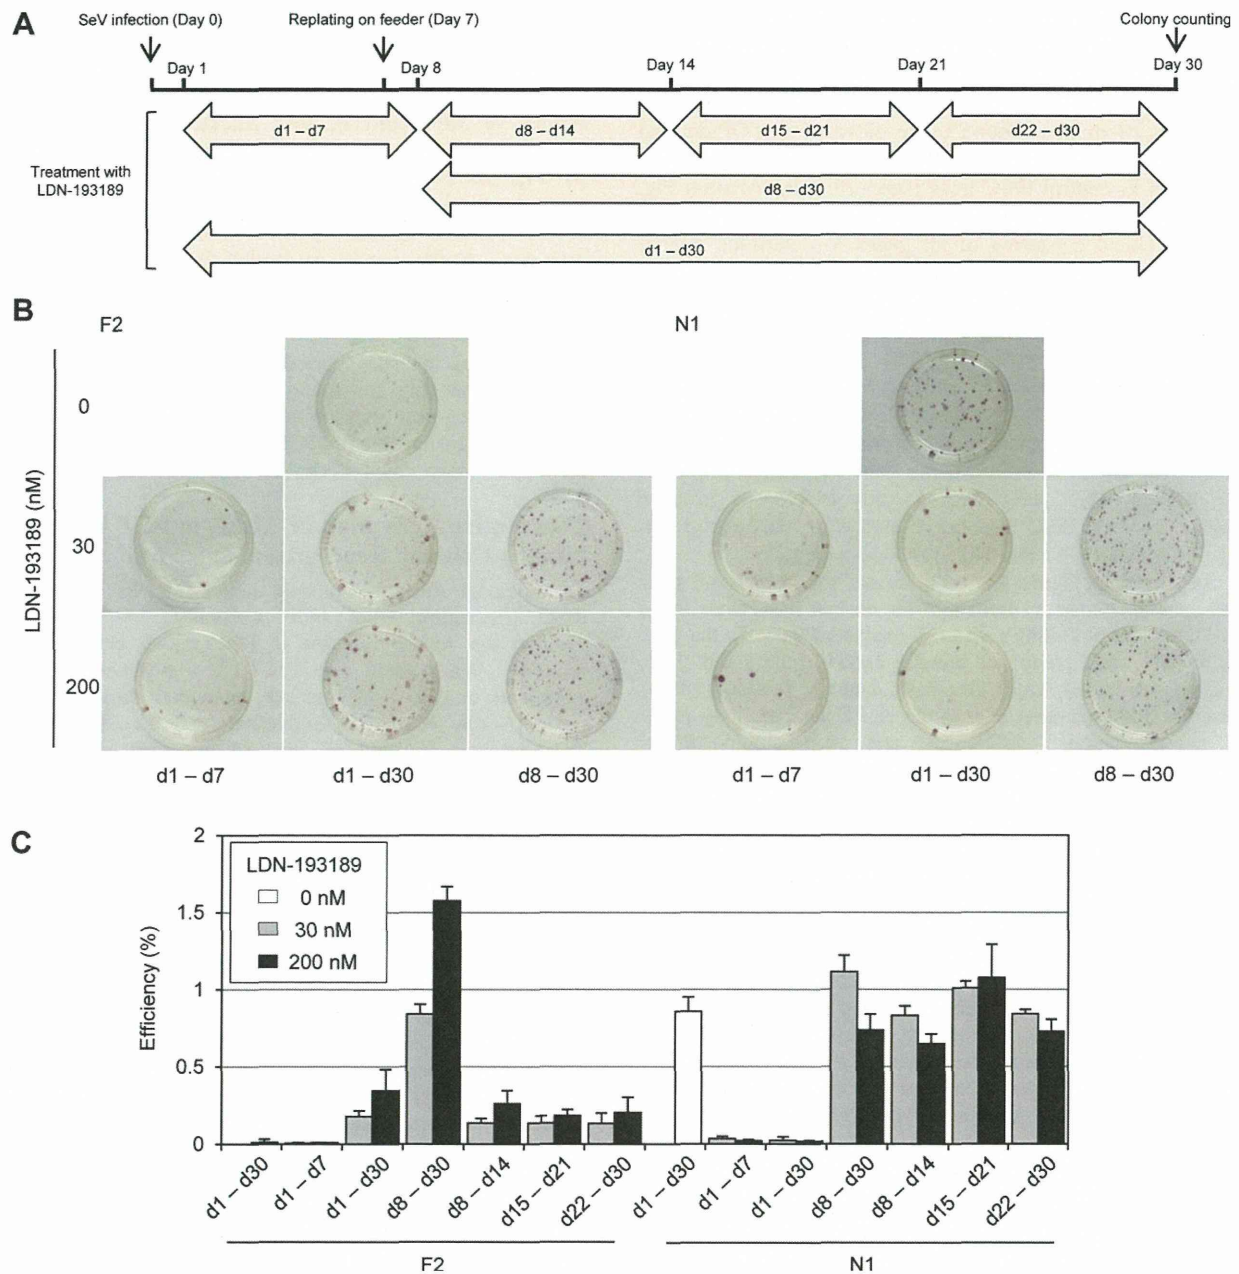 A
SeV infection (Day 0)
Replating on feeder (Day 7)
Colony counting
Day 1
Day 8
Day 14
Day 21
Day 30
d1 – d7
d8 – d14
d15 – d21
d22 – d30
Treatment with
LDN-193189
d8 – d30
d1 – d30
B
F2
N1
LDN-193189 (nM)
0
30
200
d1 – d7
d1 – d30
d8 – d30
d1 – d7
d1 – d30
d8 – d30
C
Efficiency (%)
2
1.5
1
0.5
0
LDN-193189
0 nM
30 nM
200 nM
d1 – d30
d1 – d7
d1 – d30
d8 – d30
d8 – d14
d15 – d21
d22 – d30
d1 – d30
d1 – d7
d1 – d30
d8 – d30
d8 – d14
d15 – d21
d22 – d30
F2
N1